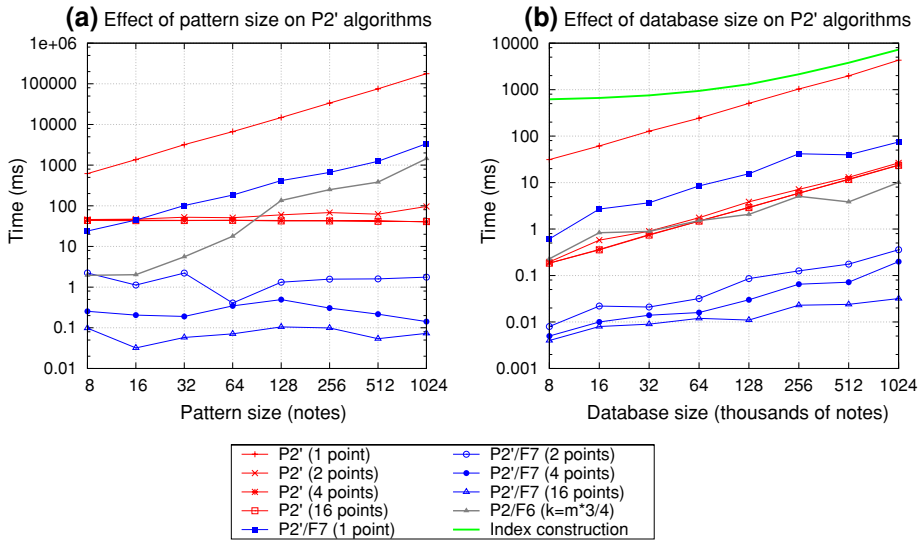 (a) Effect of pattern size on P2' algorithms
1e+06
100000
10000
1000
100
10
1
0.1
0.01
Time (ms)
8 16 32 64 128 256 512 1024
Pattern size (notes)
(b) Effect of database size on P2' algorithms
10000
1000
100
10
1
0.1
0.01
0.001
Time (ms)
8 16 32 64 128 256 512 1024
Database size (thousands of notes)
P2' (1 point)
P2' (2 points)
P2' (4 points)
P2' (16 points)
P2'/F7 (1 point)
P2'/F7 (2 points)
P2'/F7 (4 points)
P2'/F7 (16 points)
P2/F6 (k=m*3/4)
Index construction